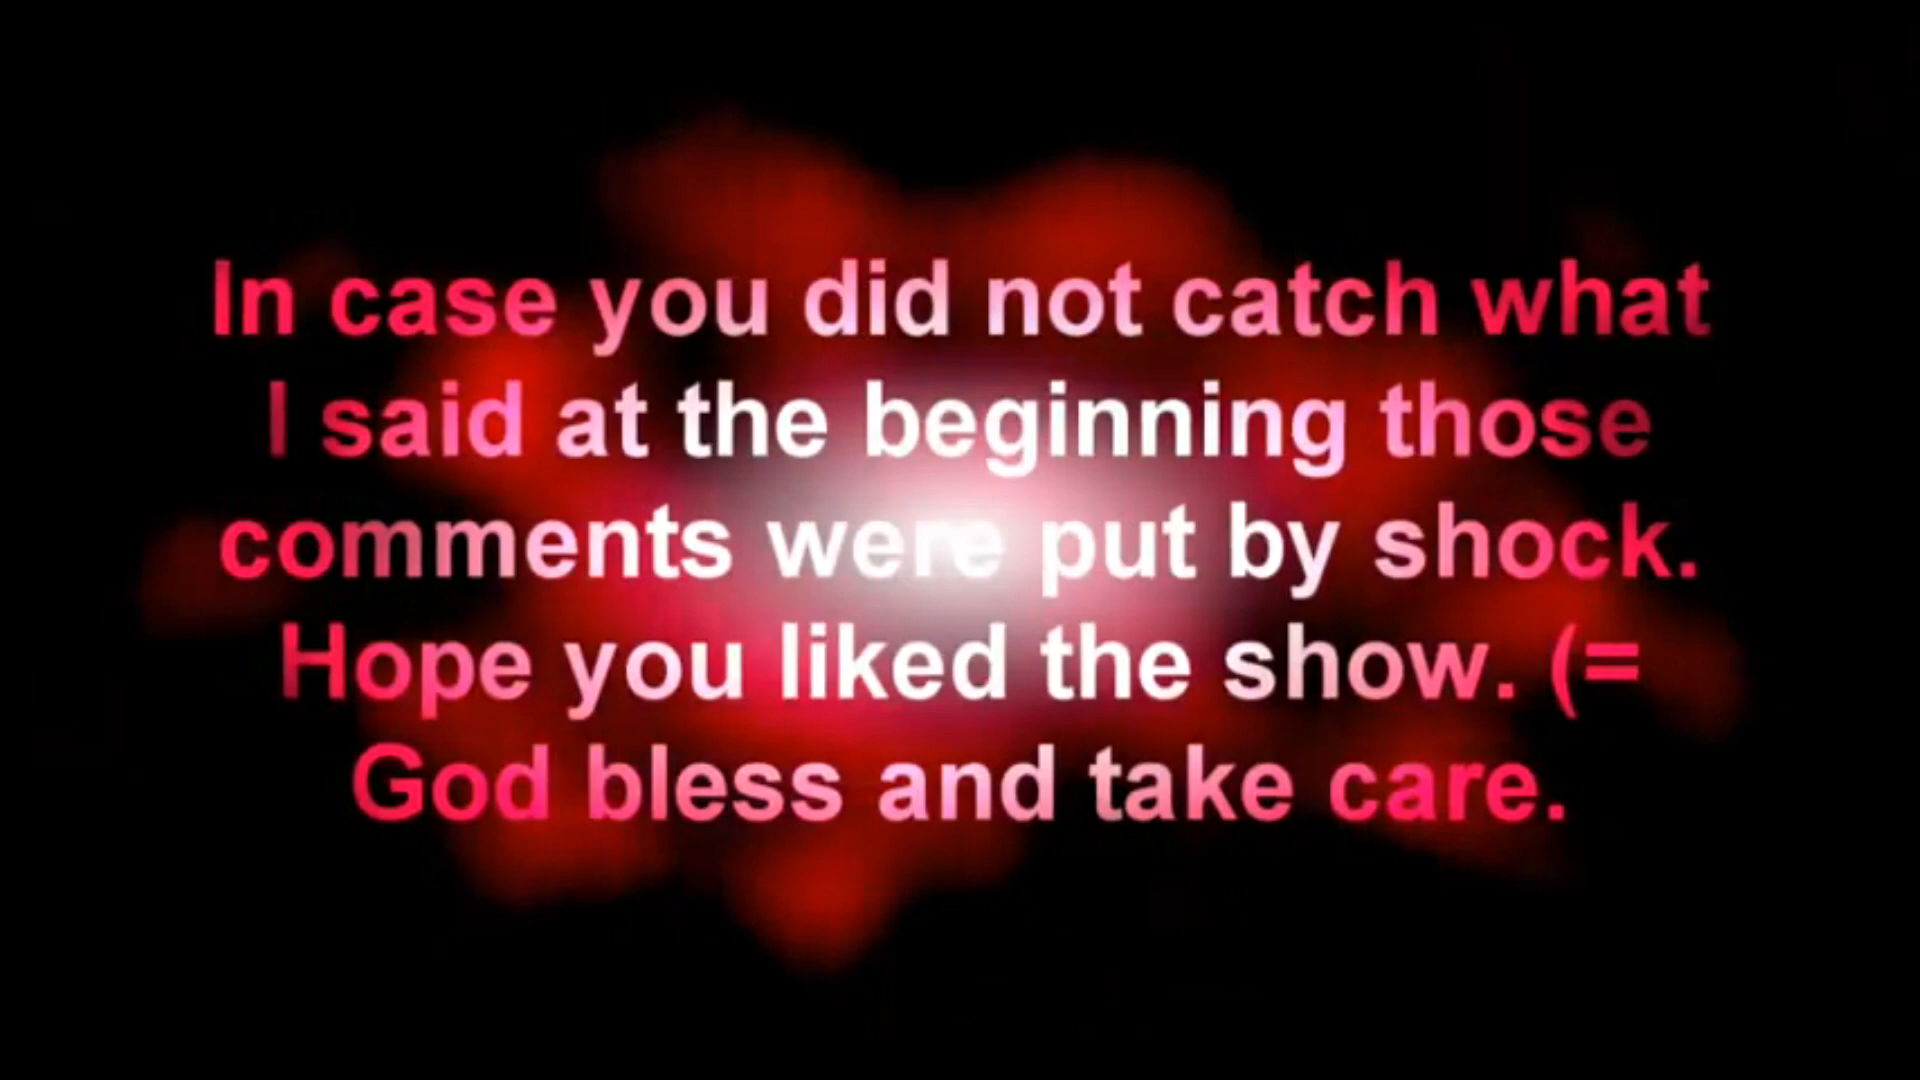 In case you did not catch what
I said at the beginning those
comments were put by shock.
Hope you liked the show. (=
God bless and take care.